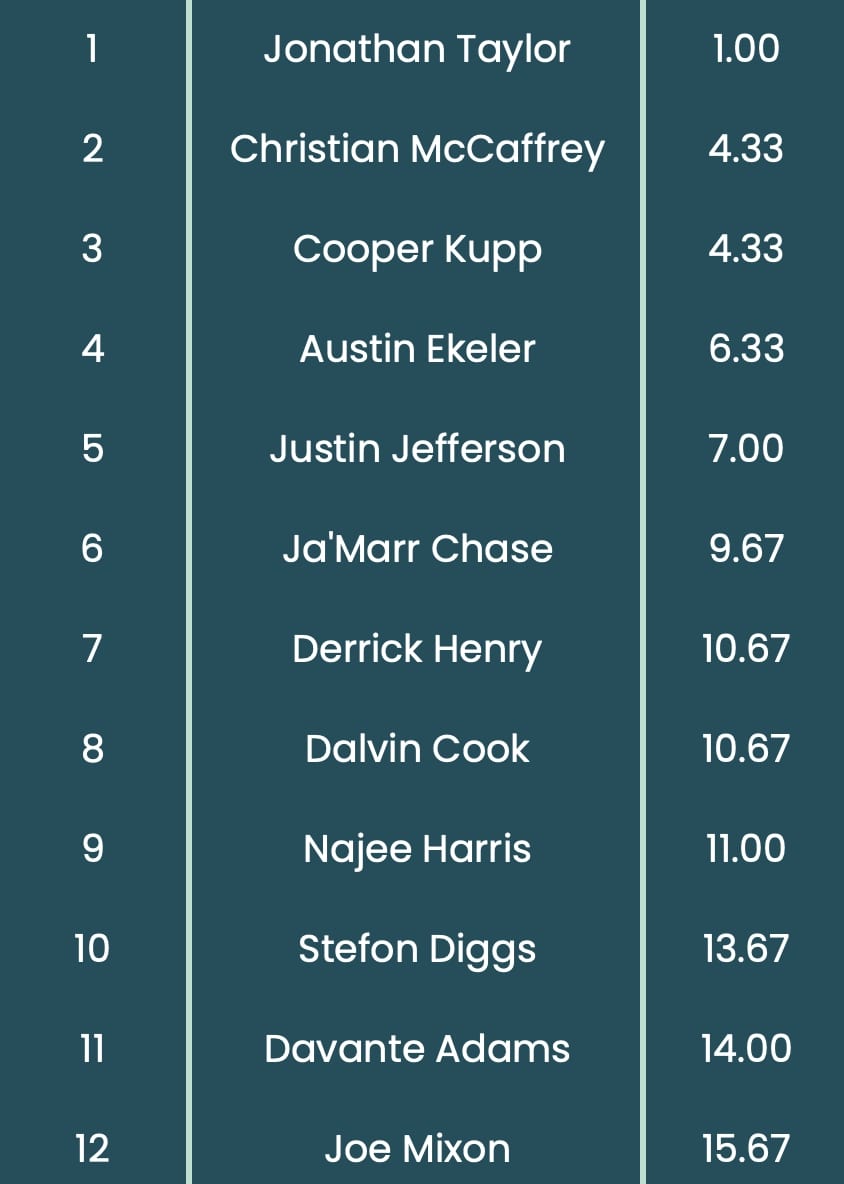 1 Jonathan Taylor 1.00
2 Christian McCaffrey 4.33
3 Cooper Kupp 4.33
4 Austin Ekeler 6.33
5 Justin Jefferson 7.00
6 Ja'Marr Chase 9.67
7 Derrick Henry 10.67
8 Dalvin Cook 10.67
9 Najee Harris 11.00
10 Stefon Diggs 13.67
11 Davante Adams 14.00
12 Joe Mixon 15.67